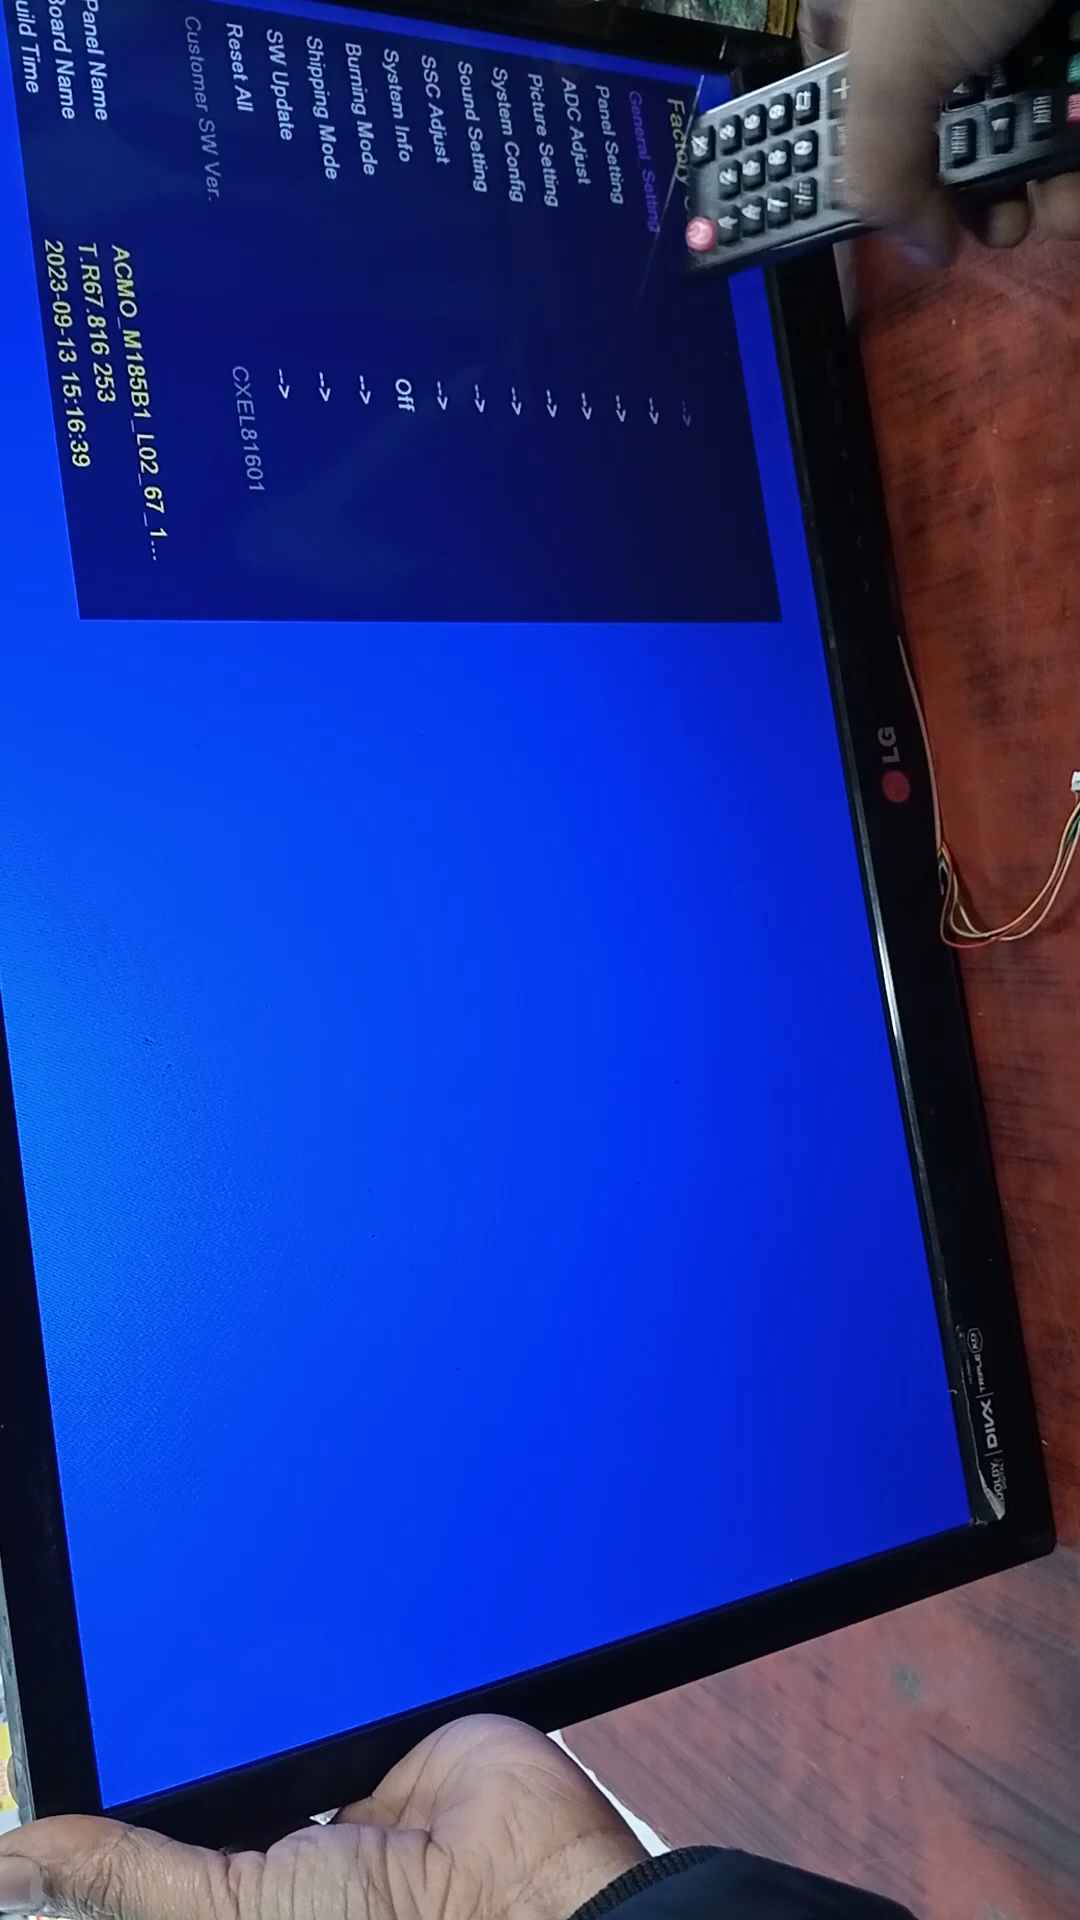 Factory
General Setting -->
Panel Setting -->
ADC Adjust -->
Picture Setting -->
System Config -->
Sound Setting -->
SSC Adjust -->
System Info -->
Burning Mode Off
Shipping Mode -->
SW Update -->
Reset All -->
Customer SW Ver. CXEL81601
Panel Name ACMO_M185B1_L02_67_1...
Board Name T.R67.816 253
uild Time 2023-09-13 15:16:39
LG
DIVX